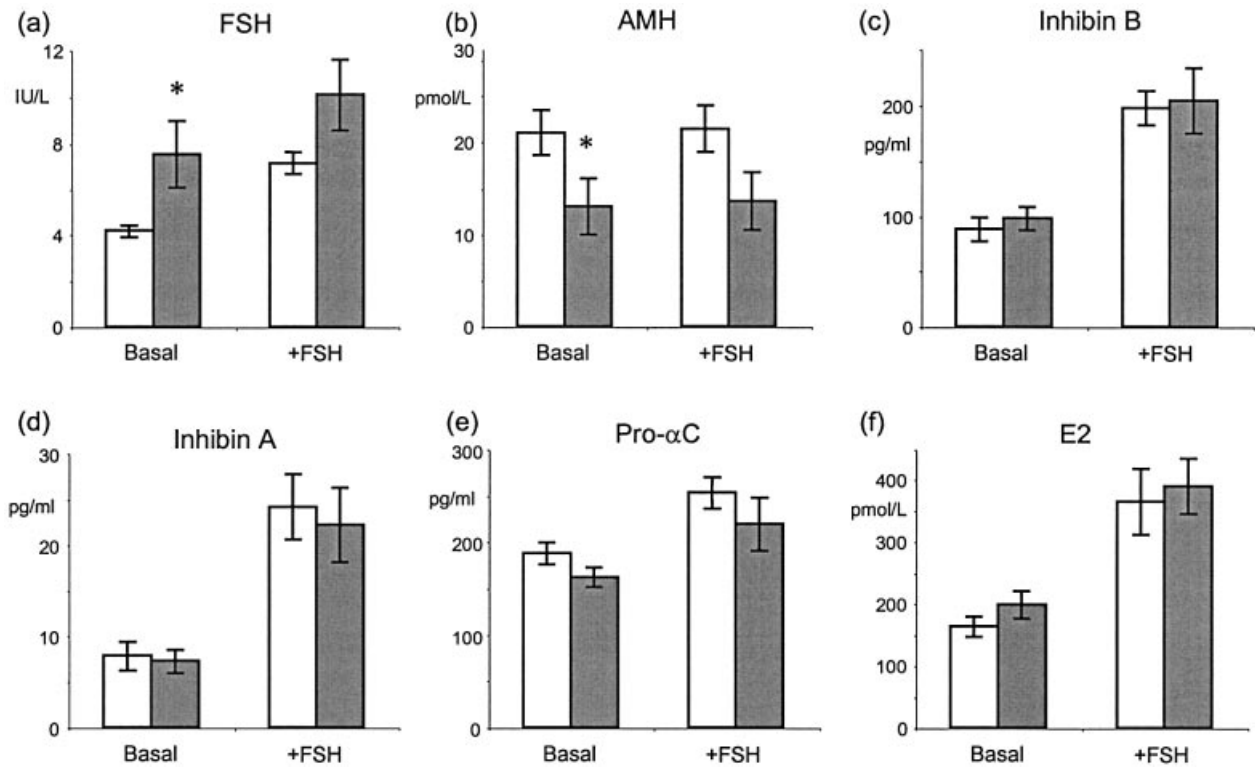 (a) FSH
12
IU/L
*
8
4
0
Basal +FSH
(b) AMH
30
pmol/L
20
*
10
0
Basal +FSH
(c) Inhibin B
200
pg/ml
100
0
Basal +FSH
(d) Inhibin A
30
pg/ml
20
10
0
Basal +FSH
(e) Pro-αC
300
pg/ml
200
100
0
Basal +FSH
(f) E2
400
pmol/L
300
200
100
0
Basal +FSH